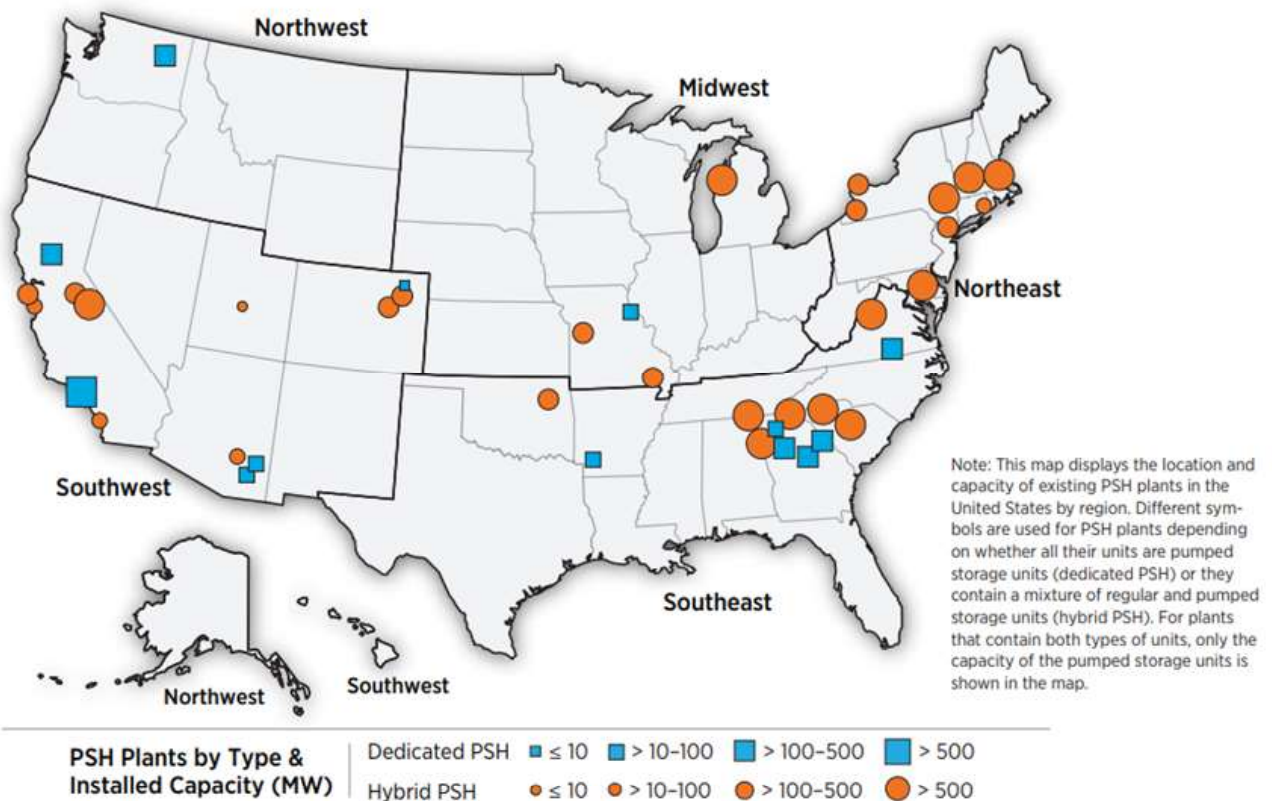 Northwest
Midwest
Northeast
Southwest
Southeast
Northwest
Southwest
Note: This map displays the location and
capacity of existing PSH plants in the
United States by region. Different sym-
bols are used for PSH plants depending
on whether all their units are pumped
storage units (dedicated PSH) or they
contain a mixture of regular and pumped
storage units (hybrid PSH). For plants
that contain both types of units, only the
capacity of the pumped storage units is
shown in the map.
PSH Plants by Type &
Installed Capacity (MW)
Dedicated PSH ≤ 10 > 10–100 > 100–500 > 500
Hybrid PSH ≤ 10 > 10–100 > 100–500 > 500